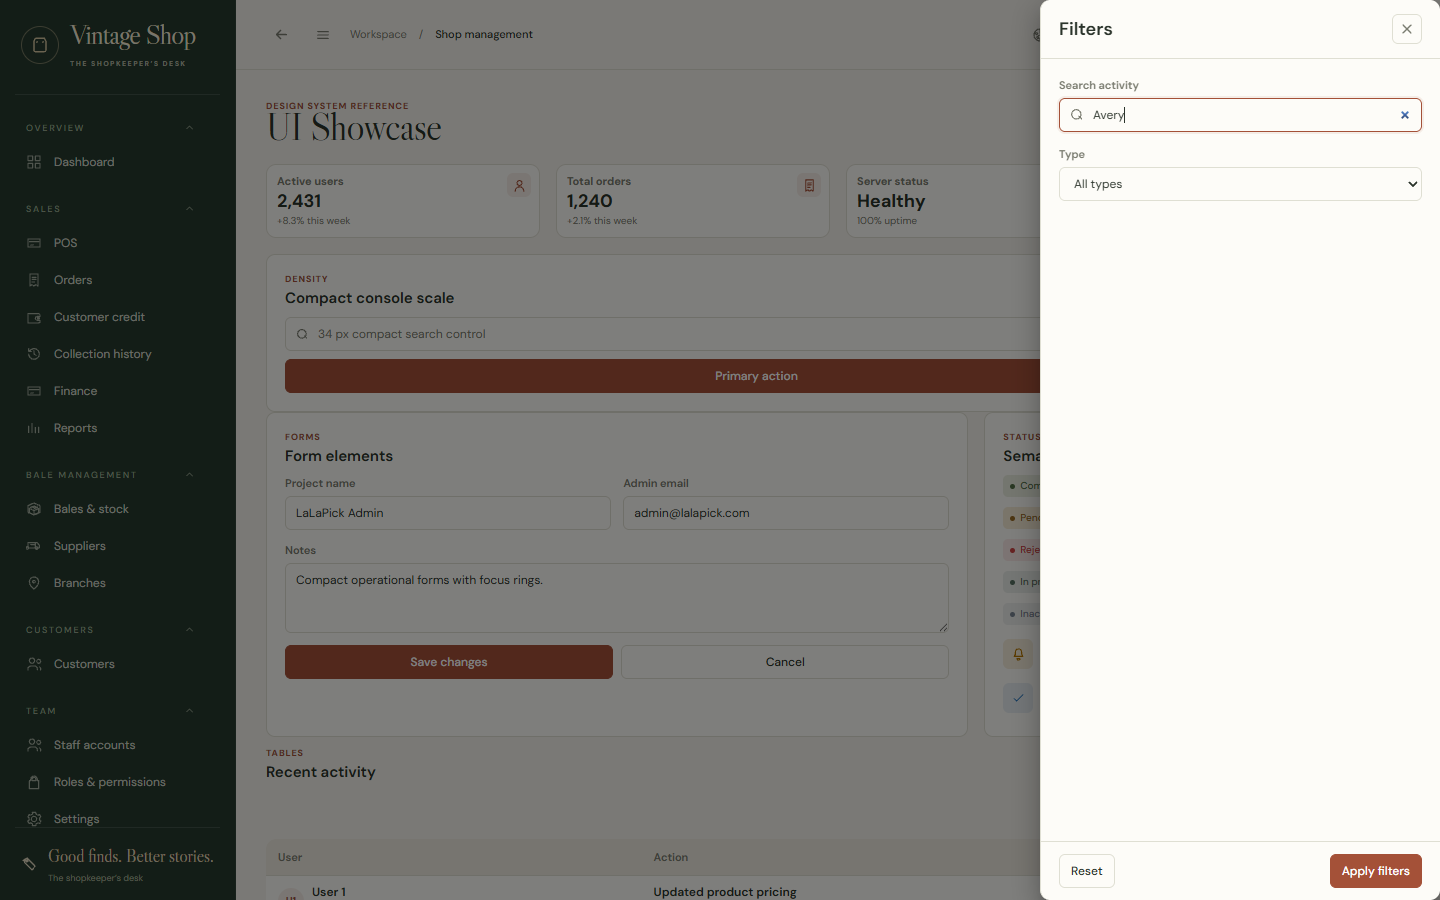 Vintage Shop
THE SHOPKEEPER'S DESK
OVERVIEW
Dashboard
SALES
POS
Orders
Customer credit
Collection history
Finance
Reports
BALE MANAGEMENT
Bales & stock
Suppliers
Branches
CUSTOMERS
Customers
TEAM
Staff accounts
Roles & permissions
Settings
Good finds. Better stories.
The shopkeeper's desk
Workspace / Shop management
DESIGN SYSTEM REFERENCE
UI Showcase
Active users
2,431
+8.3% this week
Total orders
1,240
+2.1% this week
Server status
Healthy
100% uptime
DENSITY
Compact console scale
34 px compact search control
Primary action
FORMS
Form elements
Project name
Admin email
LaLaPick Admin
admin@lalapick.com
Notes
Compact operational forms with focus rings.
Save changes
Cancel
STATUS
TABLES
Recent activity
User
Action
User 1
Updated product pricing
Filters
Search activity
Avery
Type
All types
Reset
Apply filters